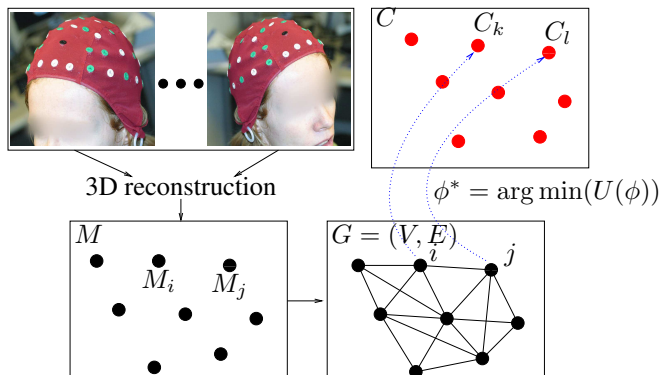 C
C_k
C_l
3D reconstruction
ϕ* = arg min(U(ϕ))
M
M_i
M_j
G = (V, E)
i
j